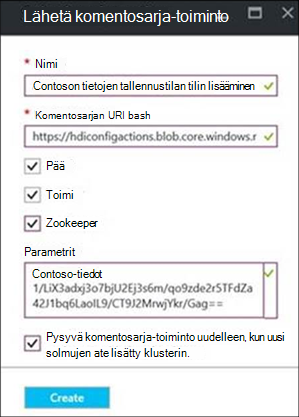 Lähetä komentosarja-toiminto
* Nimi
Contoson tietojen tallennustilan tilin lisääminen
* Komentosarjan URI bash
https://hdiconfigactions.blob.core.windows.r
Pää
Toimi
Zookeeper
Parametrit
Contoso-tiedot
1/LiX3adxj3o7bjU2Ej3s6m/qo9zde2r5TFdZa
42J1bq6LaolL9/CT9J2MrwjYkr/Gag==
Pysyvä komentosarja-toiminto uudelleen, kun uusi
solmujen ate lisätty klusterin.
Create